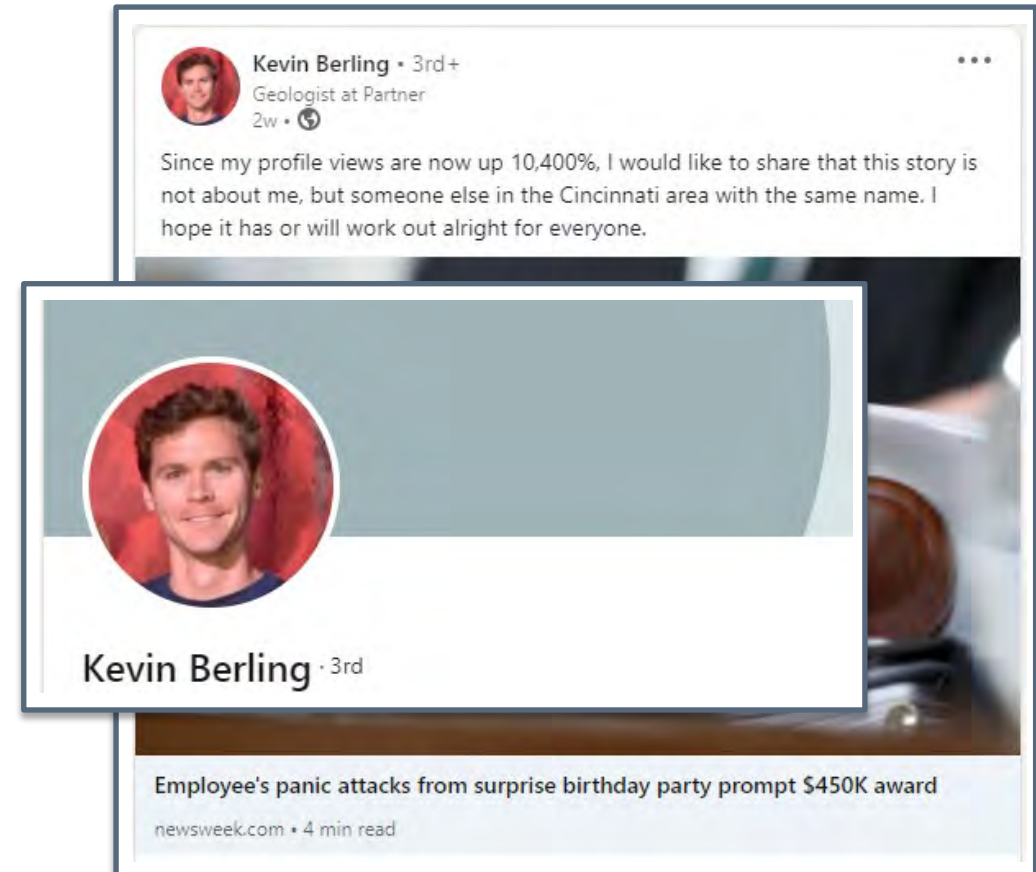 Kevin Berling • 3rd+
Geologist at Partner
2w •
Since my profile views are now up 10,400%, I would like to share that this story is
not about me, but someone else in the Cincinnati area with the same name. I
hope it has or will work out alright for everyone.
Kevin Berling · 3rd
Employee's panic attacks from surprise birthday party prompt $450K award
newsweek.com • 4 min read